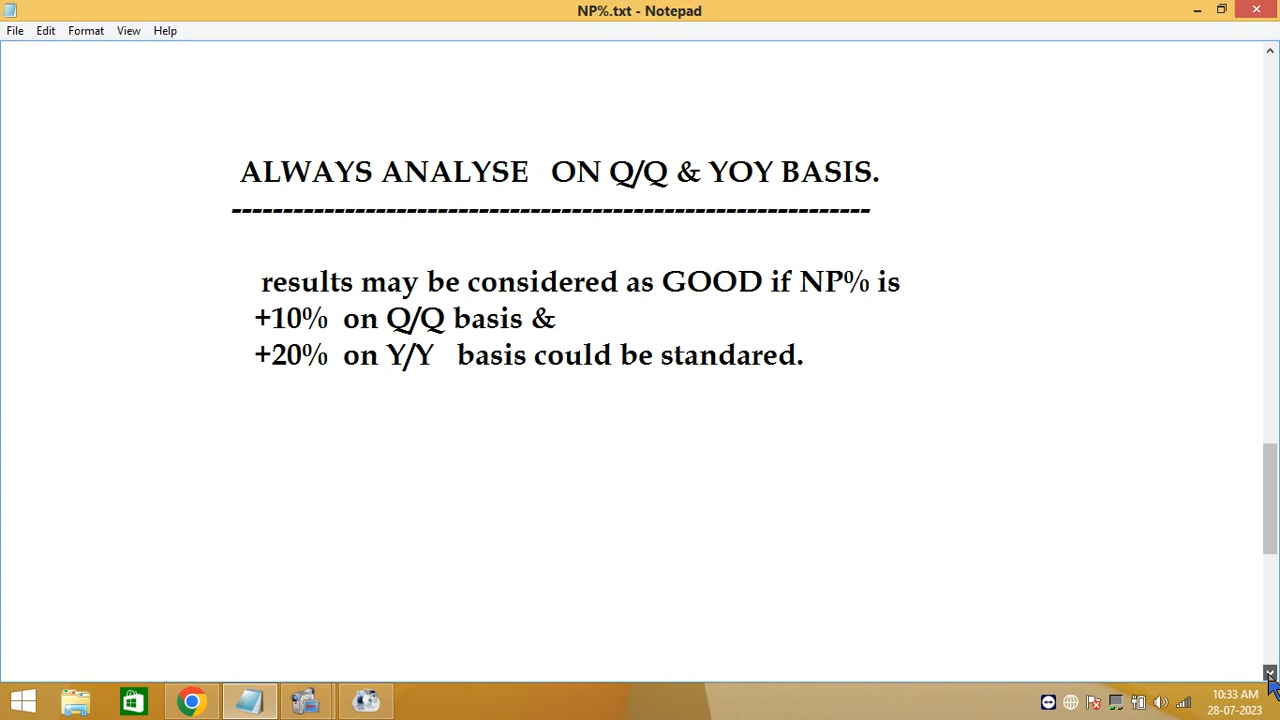 NP%.txt - Notepad
File Edit Format View Help
ALWAYS ANALYSE ON Q/Q & YOY BASIS.
---------------------------------------------------------------
results may be considered as GOOD if NP% is
+10% on Q/Q basis &
+20% on Y/Y basis could be standared.
10:33 AM
28-07-2023